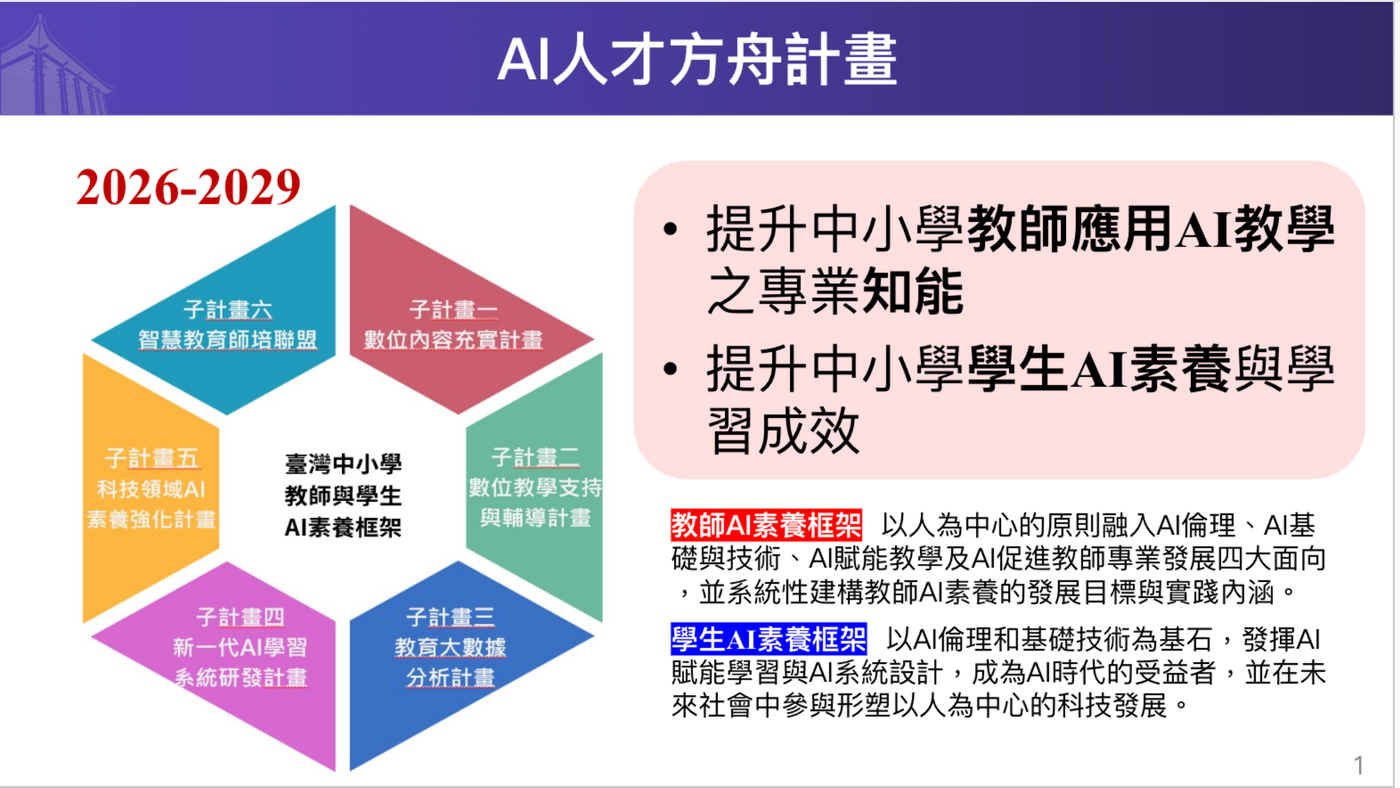 AI人才方舟計畫
2026-2029
子計畫六
智慧教育師培聯盟
子計畫一
數位內容充實計畫
子計畫五
科技領域AI
素養強化計畫
臺灣中小學
教師與學生
AI素養框架
子計畫二
數位教學支持
與輔導計畫
子計畫四
新一代AI學習
系統研發計畫
子計畫三
教育大數據
分析計畫
• 提升中小學教師應用AI教學
之專業知能
• 提升中小學學生AI素養與學
習成效
教師AI素養框架 以人為中心的原則融入AI倫理、AI基
礎與技術、AI賦能教學及AI促進教師專業發展四大面向
，並系統性建構教師AI素養的發展目標與實踐內涵。
學生AI素養框架 以AI倫理和基礎技術為基石，發揮AI
賦能學習與AI系統設計，成為AI時代的受益者，並在未
來社會中參與形塑以人為中心的科技發展。
1